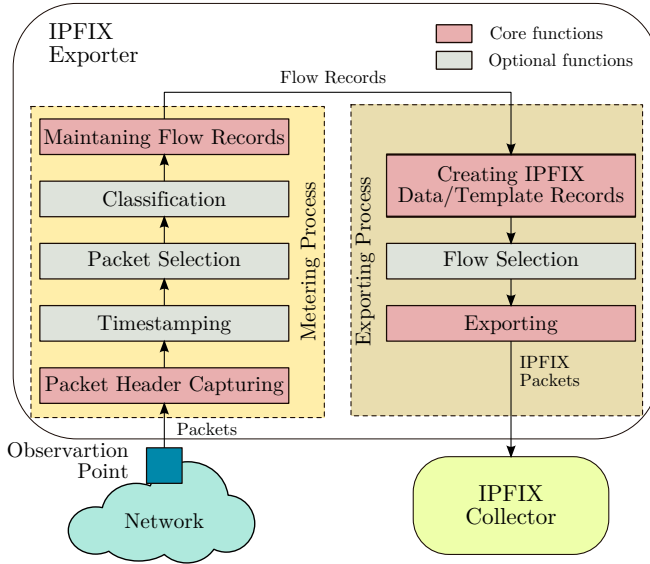 IPFIX
Exporter
Core functions
Optional functions
Flow Records
Maintaning Flow Records
Classification
Packet Selection
Timestamping
Packet Header Capturing
Metering Process
Exporting Process
Creating IPFIX
Data/Template Records
Flow Selection
Exporting
IPFIX
Packets
Packets
Observartion
Point
Network
IPFIX
Collector